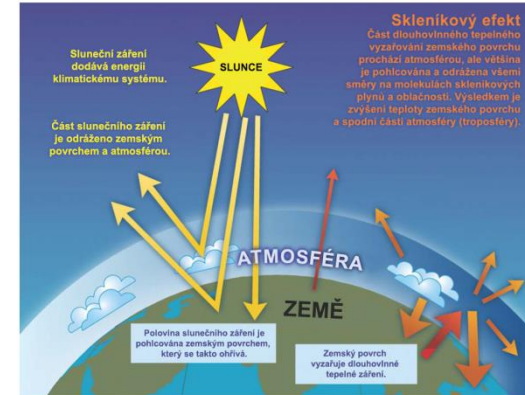 Skleníkový efekt
Část dlouhovlnného tepelného
vyzařování zemského povrchu
prochází atmosférou, ale většina
je pohlcována a odrážena všemi
směry na molekulách skleníkových
plynů a oblačnosti. Výsledkem je
zvýšení teploty zemského povrchu
a spodní části atmosféry (troposféry).
Sluneční záření
dodává energii
klimatickému systému.
SLUNCE
Část slunečního záření
je odráženo zemským
povrchem a atmosférou.
ATMOSFÉRA
ZEMĚ
Polovina slunečního záření je
pohlcována zemským povrchem,
který se takto ohřívá.
Zemský povrch
vyzařuje dlouhovlnné
tepelné záření.